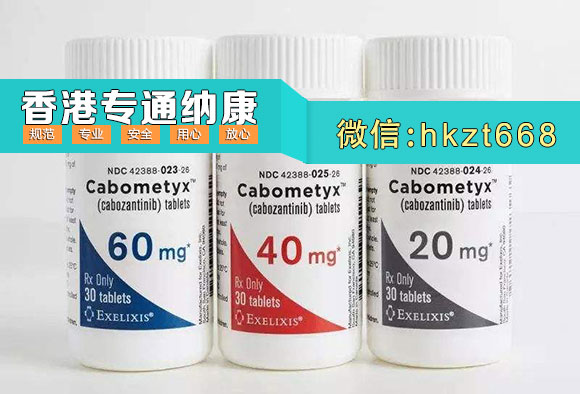 香港专通纳康
规范 专业 安全 用心 放心
微信:hkzt668
NDC 42388-023-26
Cabometyx™
(cabozantinib) tablets
60 mg*
Rx Only
30 tablets
EXELIXIS®
NDC 42388-025-26
Cabometyx™
(cabozantinib) tablets
40 mg*
Rx Only
30 tablets
EXELIXIS®
NDC 42388-024-26
Cabometyx™
(cabozantinib) tablets
20 mg*
Rx Only
30 tablets
EXELIXIS®